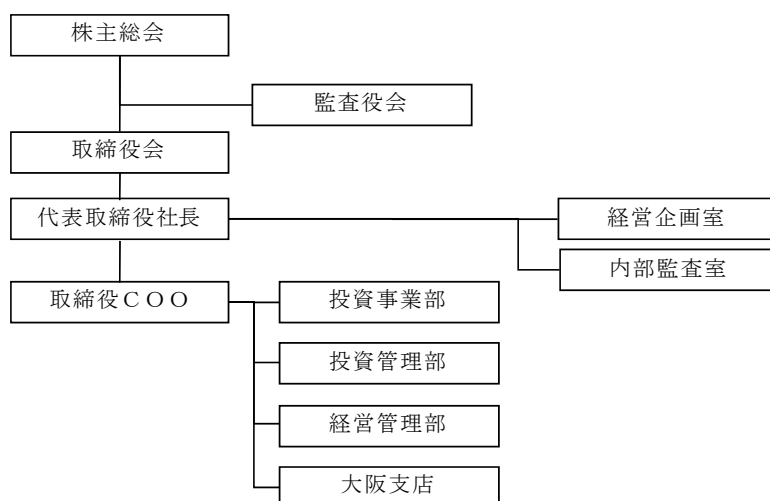 株主総会
監査役会
取締役会
代表取締役社長
経営企画室
内部監査室
取締役ＣＯＯ
投資事業部
投資管理部
経営管理部
大阪支店